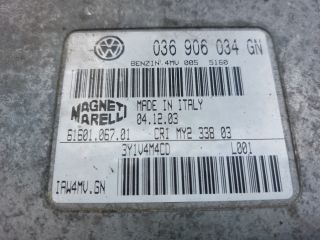 036 906 034 GN
BENZIN.4MV 005 5160
MAGNETI
MARELLI
MADE IN ITALY
04.12.03
61601.067.01 CR1 MY2 338 03
3Y1V4M4CD L001
IAW4MV.GN